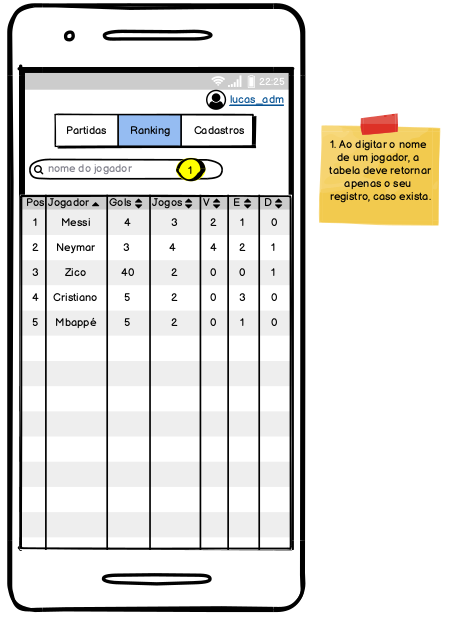 22:25
lucas_adm
Partidas Ranking Cadastros
nome do jogador 1
Pos Jogador Gols Jogos V E D
1 Messi 4 3 2 1 0
2 Neymar 3 4 4 2 1
3 Zico 40 2 0 0 1
4 Cristiano 5 2 0 3 0
5 Mbappé 5 2 0 1 0
1. Ao digitar o nome
de um jogador, a
tabela deve retornar
apenas o seu
registro, caso exista.